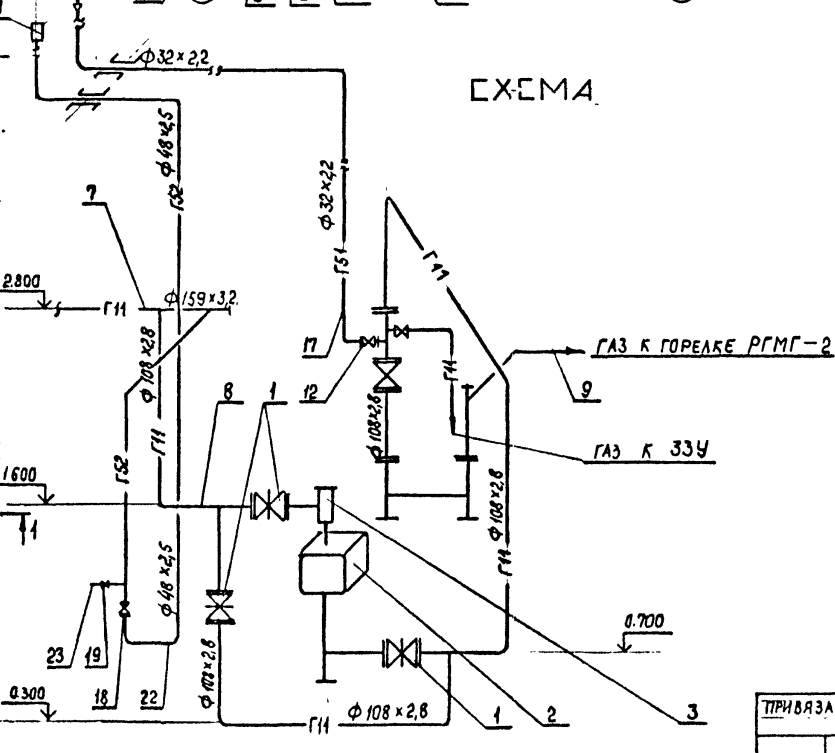 ф32×2,2
СХЕМА
ф48×2,5
Г52
ф32×2,2
Г51
7
Г11
2.800
Г11
ф159×3,2
17
12
ГАЗ К ГОРЕЛКЕ РГМГ-2
9
ф108×2,8
Г11
8
1
Г11
ф108×2,8
Г52
ГАЗ К ЗЗУ
1.600
1
ф108×2,8
Г11
ф48×2,5
0.700
23
19
18
22
ф108×2,8
0.300
Г11
ф108×2,8
1
2
3
ПРИВЯЗА